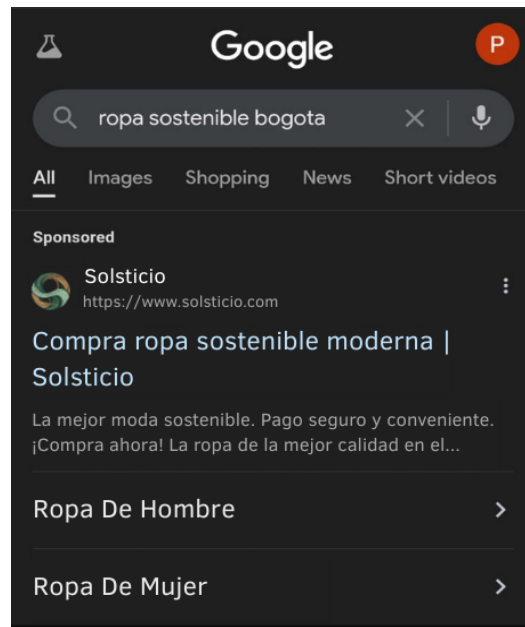 Google
P
ropa sostenible bogota
All Images Shopping News Short videos
Sponsored
Solsticio
https://www.solsticio.com
Compra ropa sostenible moderna |
Solsticio
La mejor moda sostenible. Pago seguro y conveniente.
¡Compra ahora! La ropa de la mejor calidad en el...
Ropa De Hombre
Ropa De Mujer